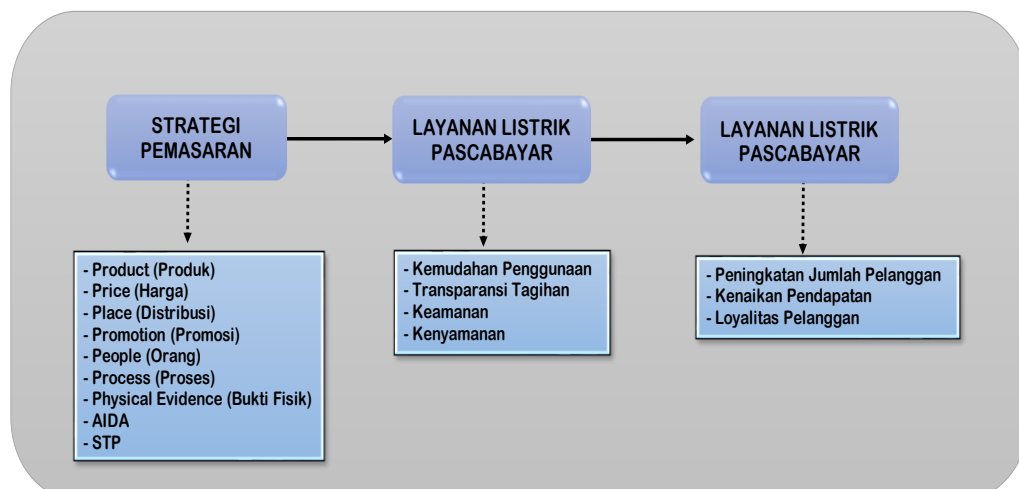 STRATEGI
PEMASARAN
LAYANAN LISTRIK
PASCABAYAR
LAYANAN LISTRIK
PASCABAYAR
- Product (Produk)
- Price (Harga)
- Place (Distribusi)
- Promotion (Promosi)
- People (Orang)
- Process (Proses)
- Physical Evidence (Bukti Fisik)
- AIDA
- STP
- Kemudahan Penggunaan
- Transparansi Tagihan
- Keamanan
- Kenyamanan
- Peningkatan Jumlah Pelanggan
- Kenaikan Pendapatan
- Loyalitas Pelanggan